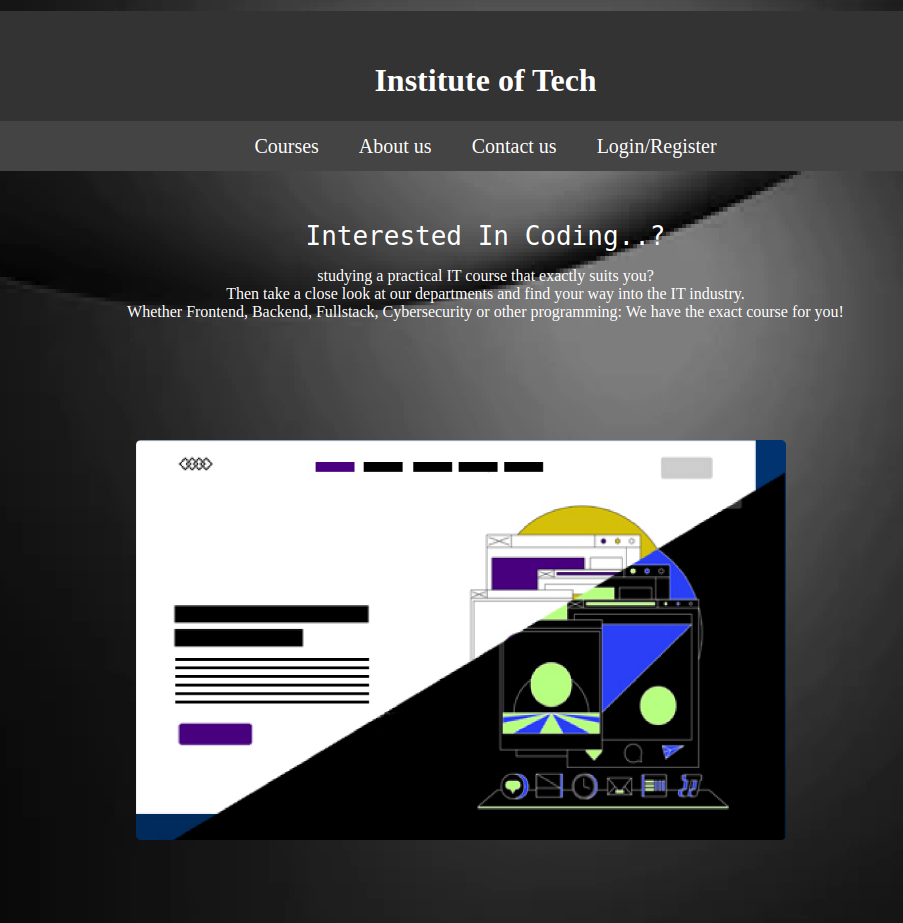 Institute of Tech
Courses About us Contact us Login/Register
Interested In Coding..?
studying a practical IT course that exactly suits you?
Then take a close look at our departments and find your way into the IT industry.
Whether Frontend, Backend, Fullstack, Cybersecurity or other programming: We have the exact course for you!